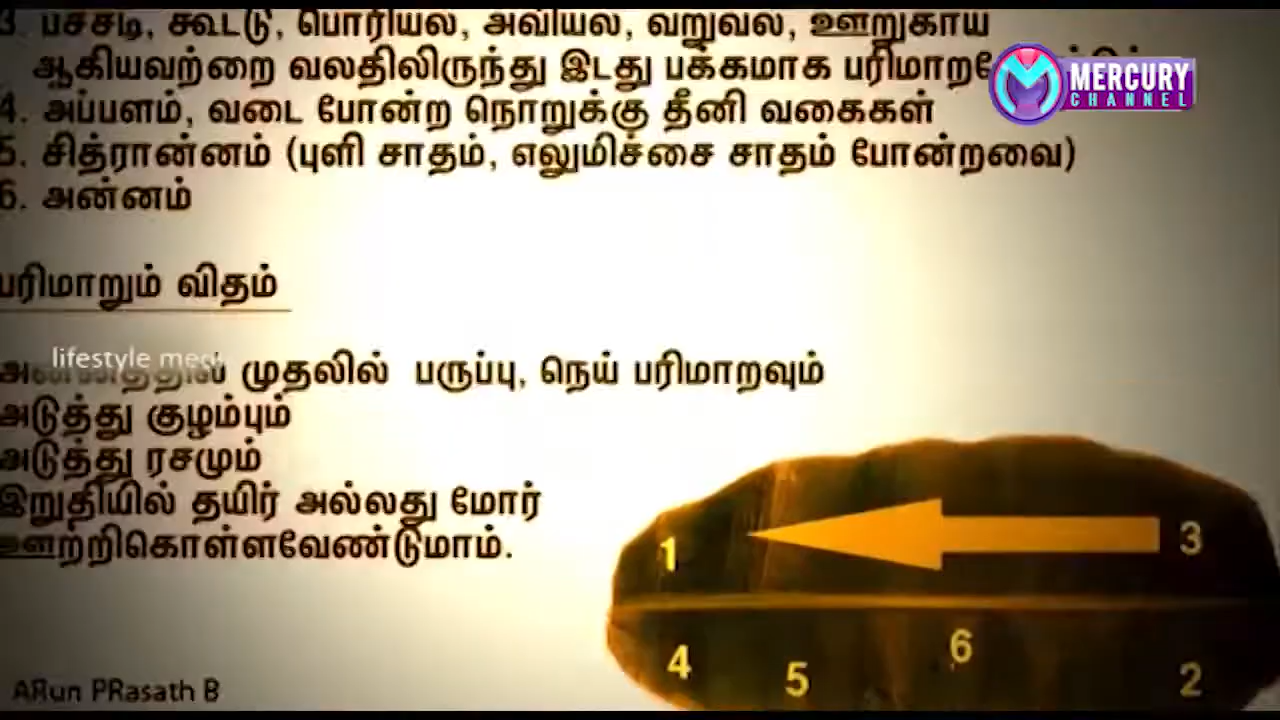 3. பச்சடி, கூட்டு, பொரியல், அவியல், வறுவல், ஊறுகாய்
ஆகியவற்றை வலதிலிருந்து இடது பக்கமாக
MERCURY
CHANNEL
4. அப்பளம், வடை போன்ற நொறுக்கு தீனி வகைகள்
5. சித்ரான்னம் (புளி சாதம், எலுமிச்சை சாதம் போன்றவை)
6. அன்னம்
பரிமாறும் விதம்
lifestyle
முதலில் பருப்பு, நெய் பரிமாறவும்
அடுத்து குழம்பும்
அடுத்து ரசமும்
இறுதியில் தயிர் அல்லது மோர்
ஊற்றிகொள்ளவேண்டுமாம்.
1 3
4 5 6 2
ARun PRasath B